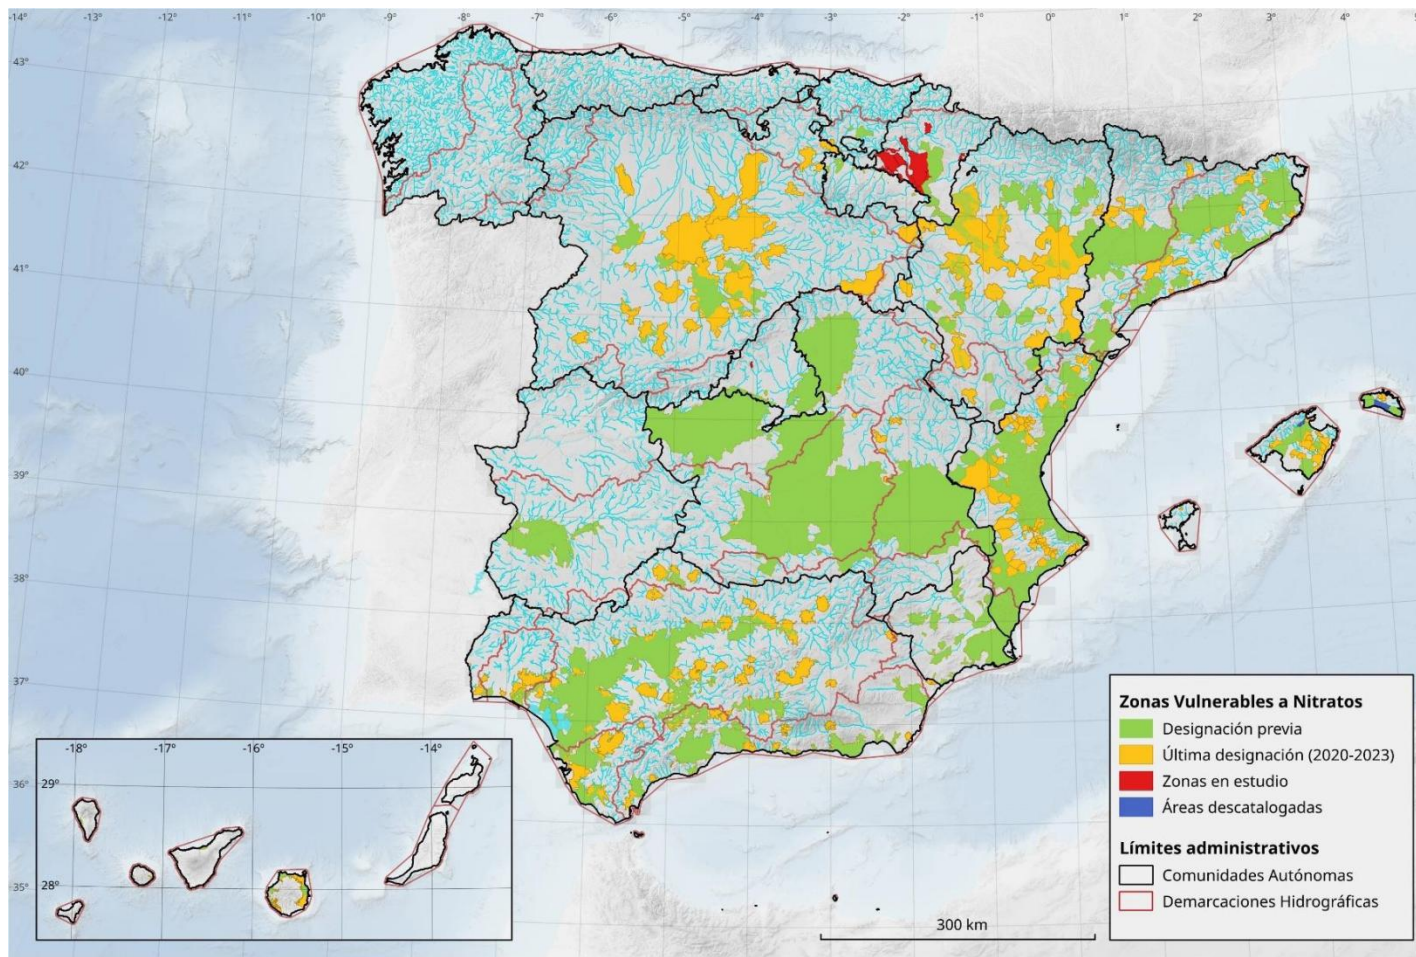 -14° -13° -12° -11° -10° -9° -8° -7° -6° -5° -4° -3° -2° -1° 0° 1° 2° 3° 4°
43°
42°
41°
40°
39°
38°
37°
36°
35°
-18° -17° -16° -15° -14°
29°
28°
300 km
Zonas Vulnerables a Nitratos
Designación previa
Última designación (2020-2023)
Zonas en estudio
Áreas descatalogadas
Límites administrativos
Comunidades Autónomas
Demarcaciones Hidrográficas